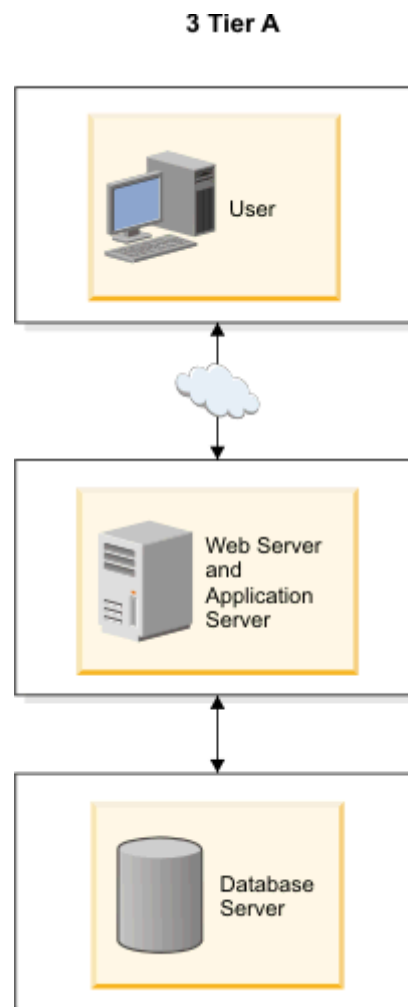 3 Tier A
User
Web Server
and
Application
Server
Database
Server